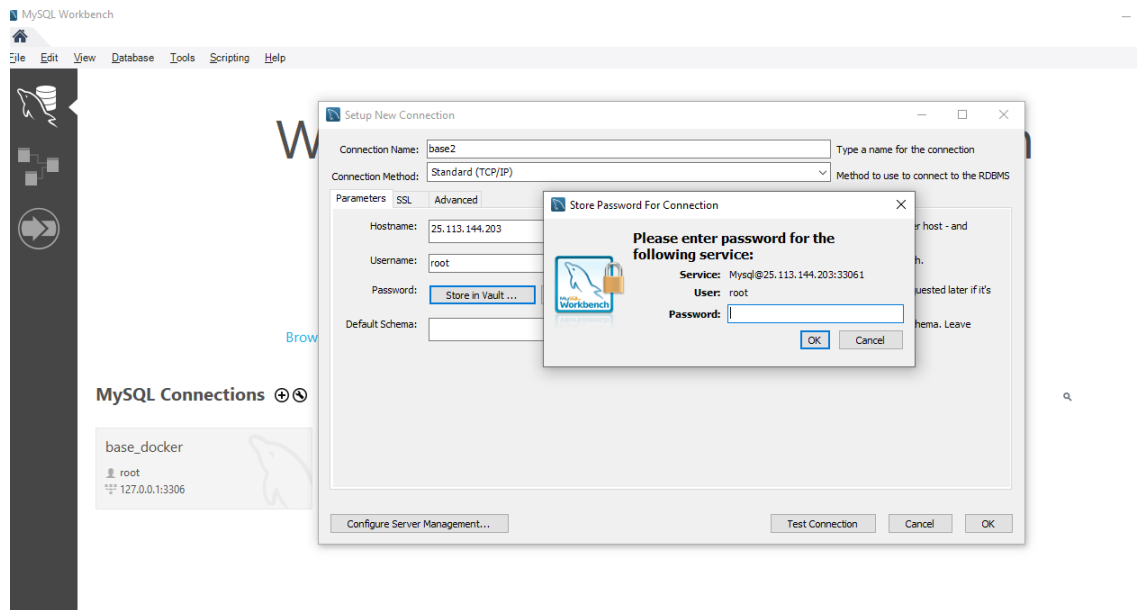 MySQL Workbench
File Edit View Database Tools Scripting Help
W
Setup New Connection
Connection Name: base2 Type a name for the connection
Connection Method: Standard (TCP/IP) Method to use to connect to the RDBMS
Parameters SSL Advanced
Hostname: 25.113.144.203
host - and
Username: root
Password: Store in Vault ...
later if it's
Default Schema:
Leave
Store Password For Connection
Please enter password for the
following service:
Service: Mysql@25.113.144.203:33061
User: root
Password:
MySQL
Workbench
OK Cancel
Brow
MySQL Connections
base_docker
root
127.0.0.1:3306
Configure Server Management... Test Connection Cancel OK